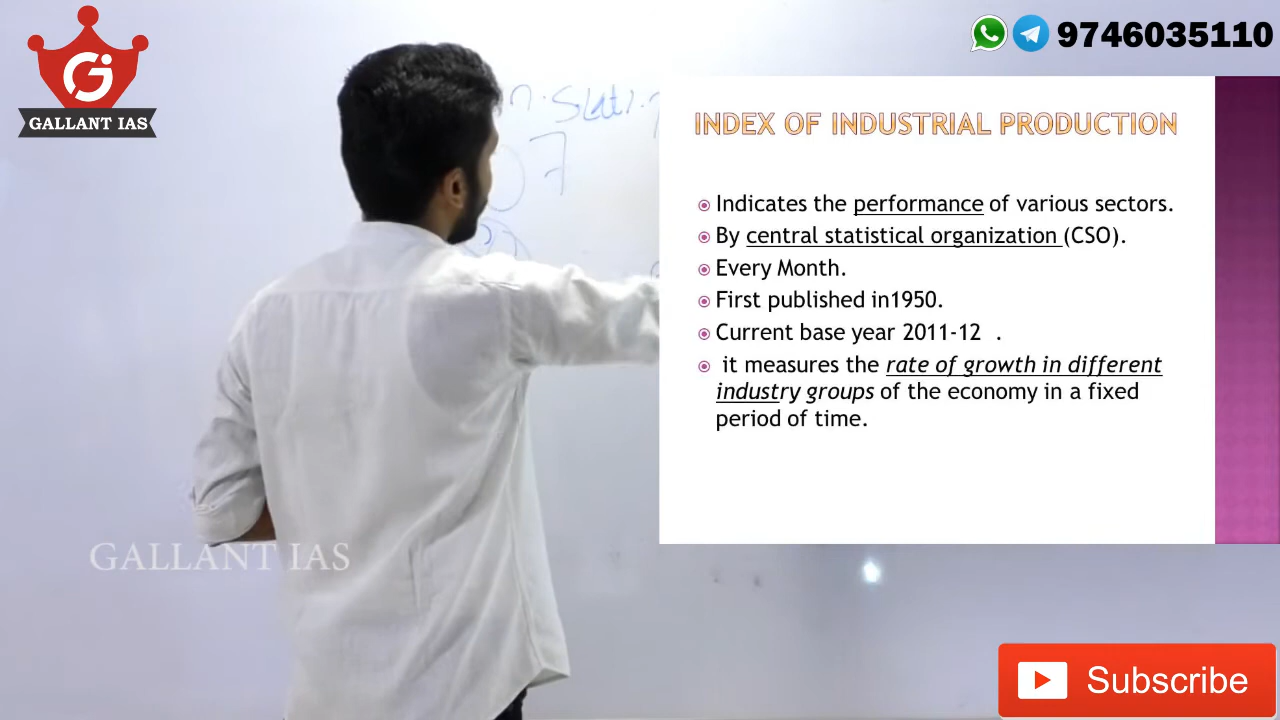 GALLANT IAS
9746035110
INDEX OF INDUSTRIAL PRODUCTION
Indicates the performance of various sectors.
By central statistical organization (CSO).
Every Month.
First published in1950.
Current base year 2011-12 .
it measures the rate of growth in different
industry groups of the economy in a fixed
period of time.
7
GALLANT IAS
Subscribe